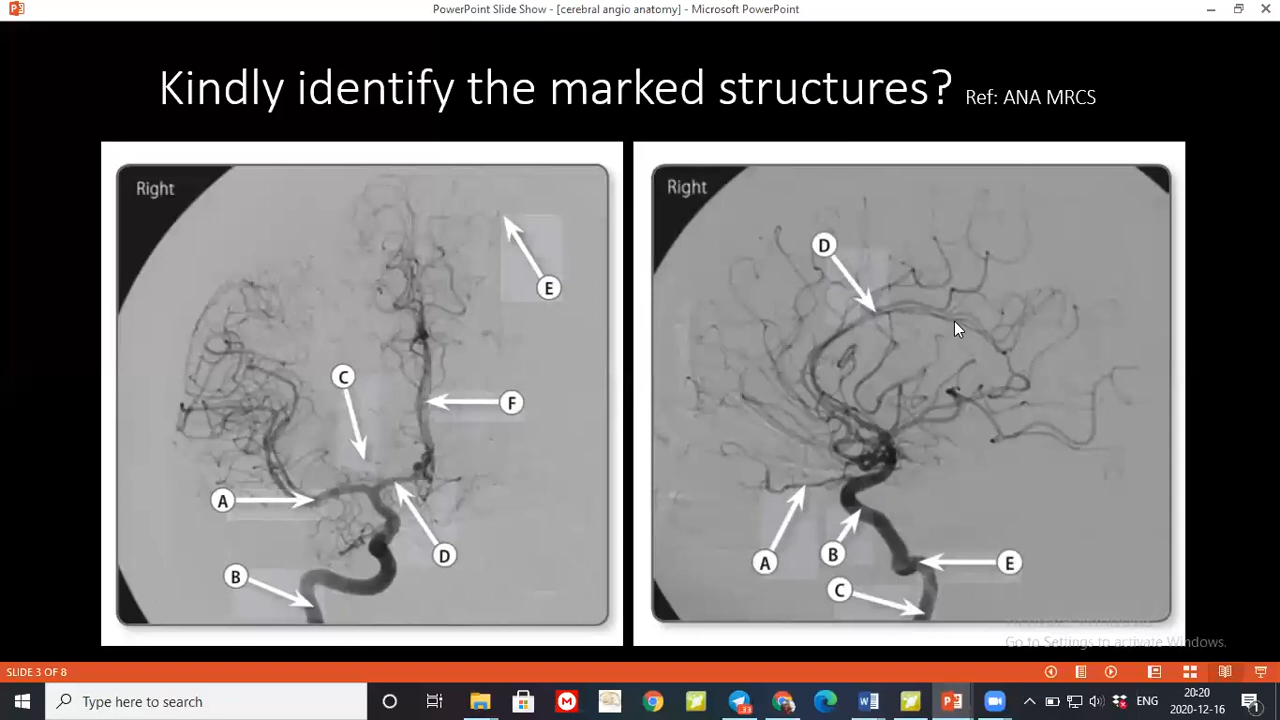 PowerPoint Slide Show - [cerebral angio anatomy] - Microsoft PowerPoint
Kindly identify the marked structures? Ref: ANA MRCS
Right
E
C
F
A
D
B
Right
D
A
B
E
C
Go to Settings to activate Windows.
SLIDE 3 OF 8
Type here to search
33
ENG
20:20
2020-12-16
1